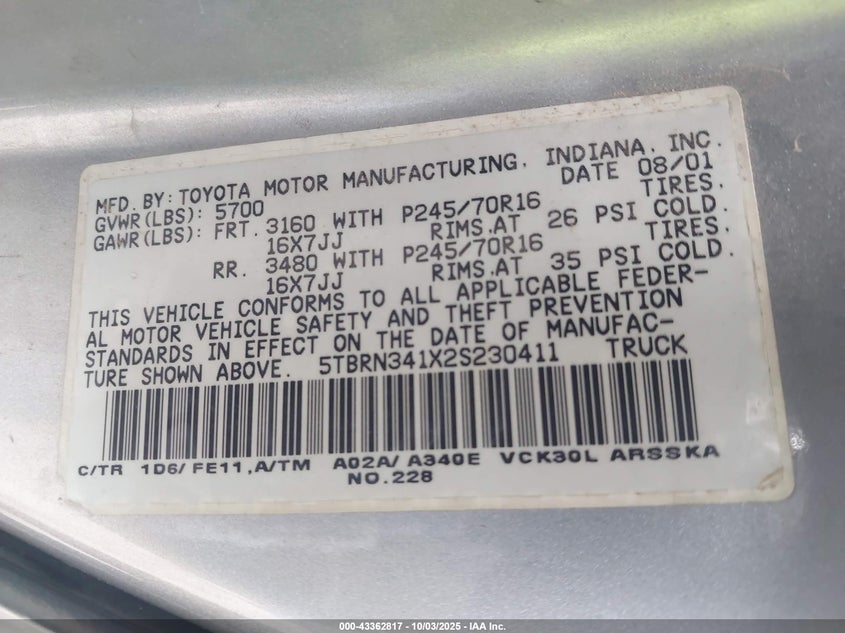 MFD. BY: TOYOTA MOTOR MANUFACTURING, INDIANA, INC.
GVWR(LBS): 5700 DATE 08/01
GAWR(LBS): FRT. 3160 WITH P245/70R16 TIRES.
16X7JJ RIMS.AT 26 PSI COLD.
RR. 3480 WITH P245/70R16 TIRES.
16X7JJ RIMS.AT 35 PSI COLD.
THIS VEHICLE CONFORMS TO ALL APPLICABLE FEDER-
AL MOTOR VEHICLE SAFETY AND THEFT PREVENTION
STANDARDS IN EFFECT ON THE DATE OF MANUFAC-
TURE SHOWN ABOVE. 5TBRN341X2S230411 TRUCK
C/TR 1D6/FE11,A/TM A02A/A340E VCK30L ARSSKA
NO.228
000-43362817 - 10/03/2025 - IAA Inc.